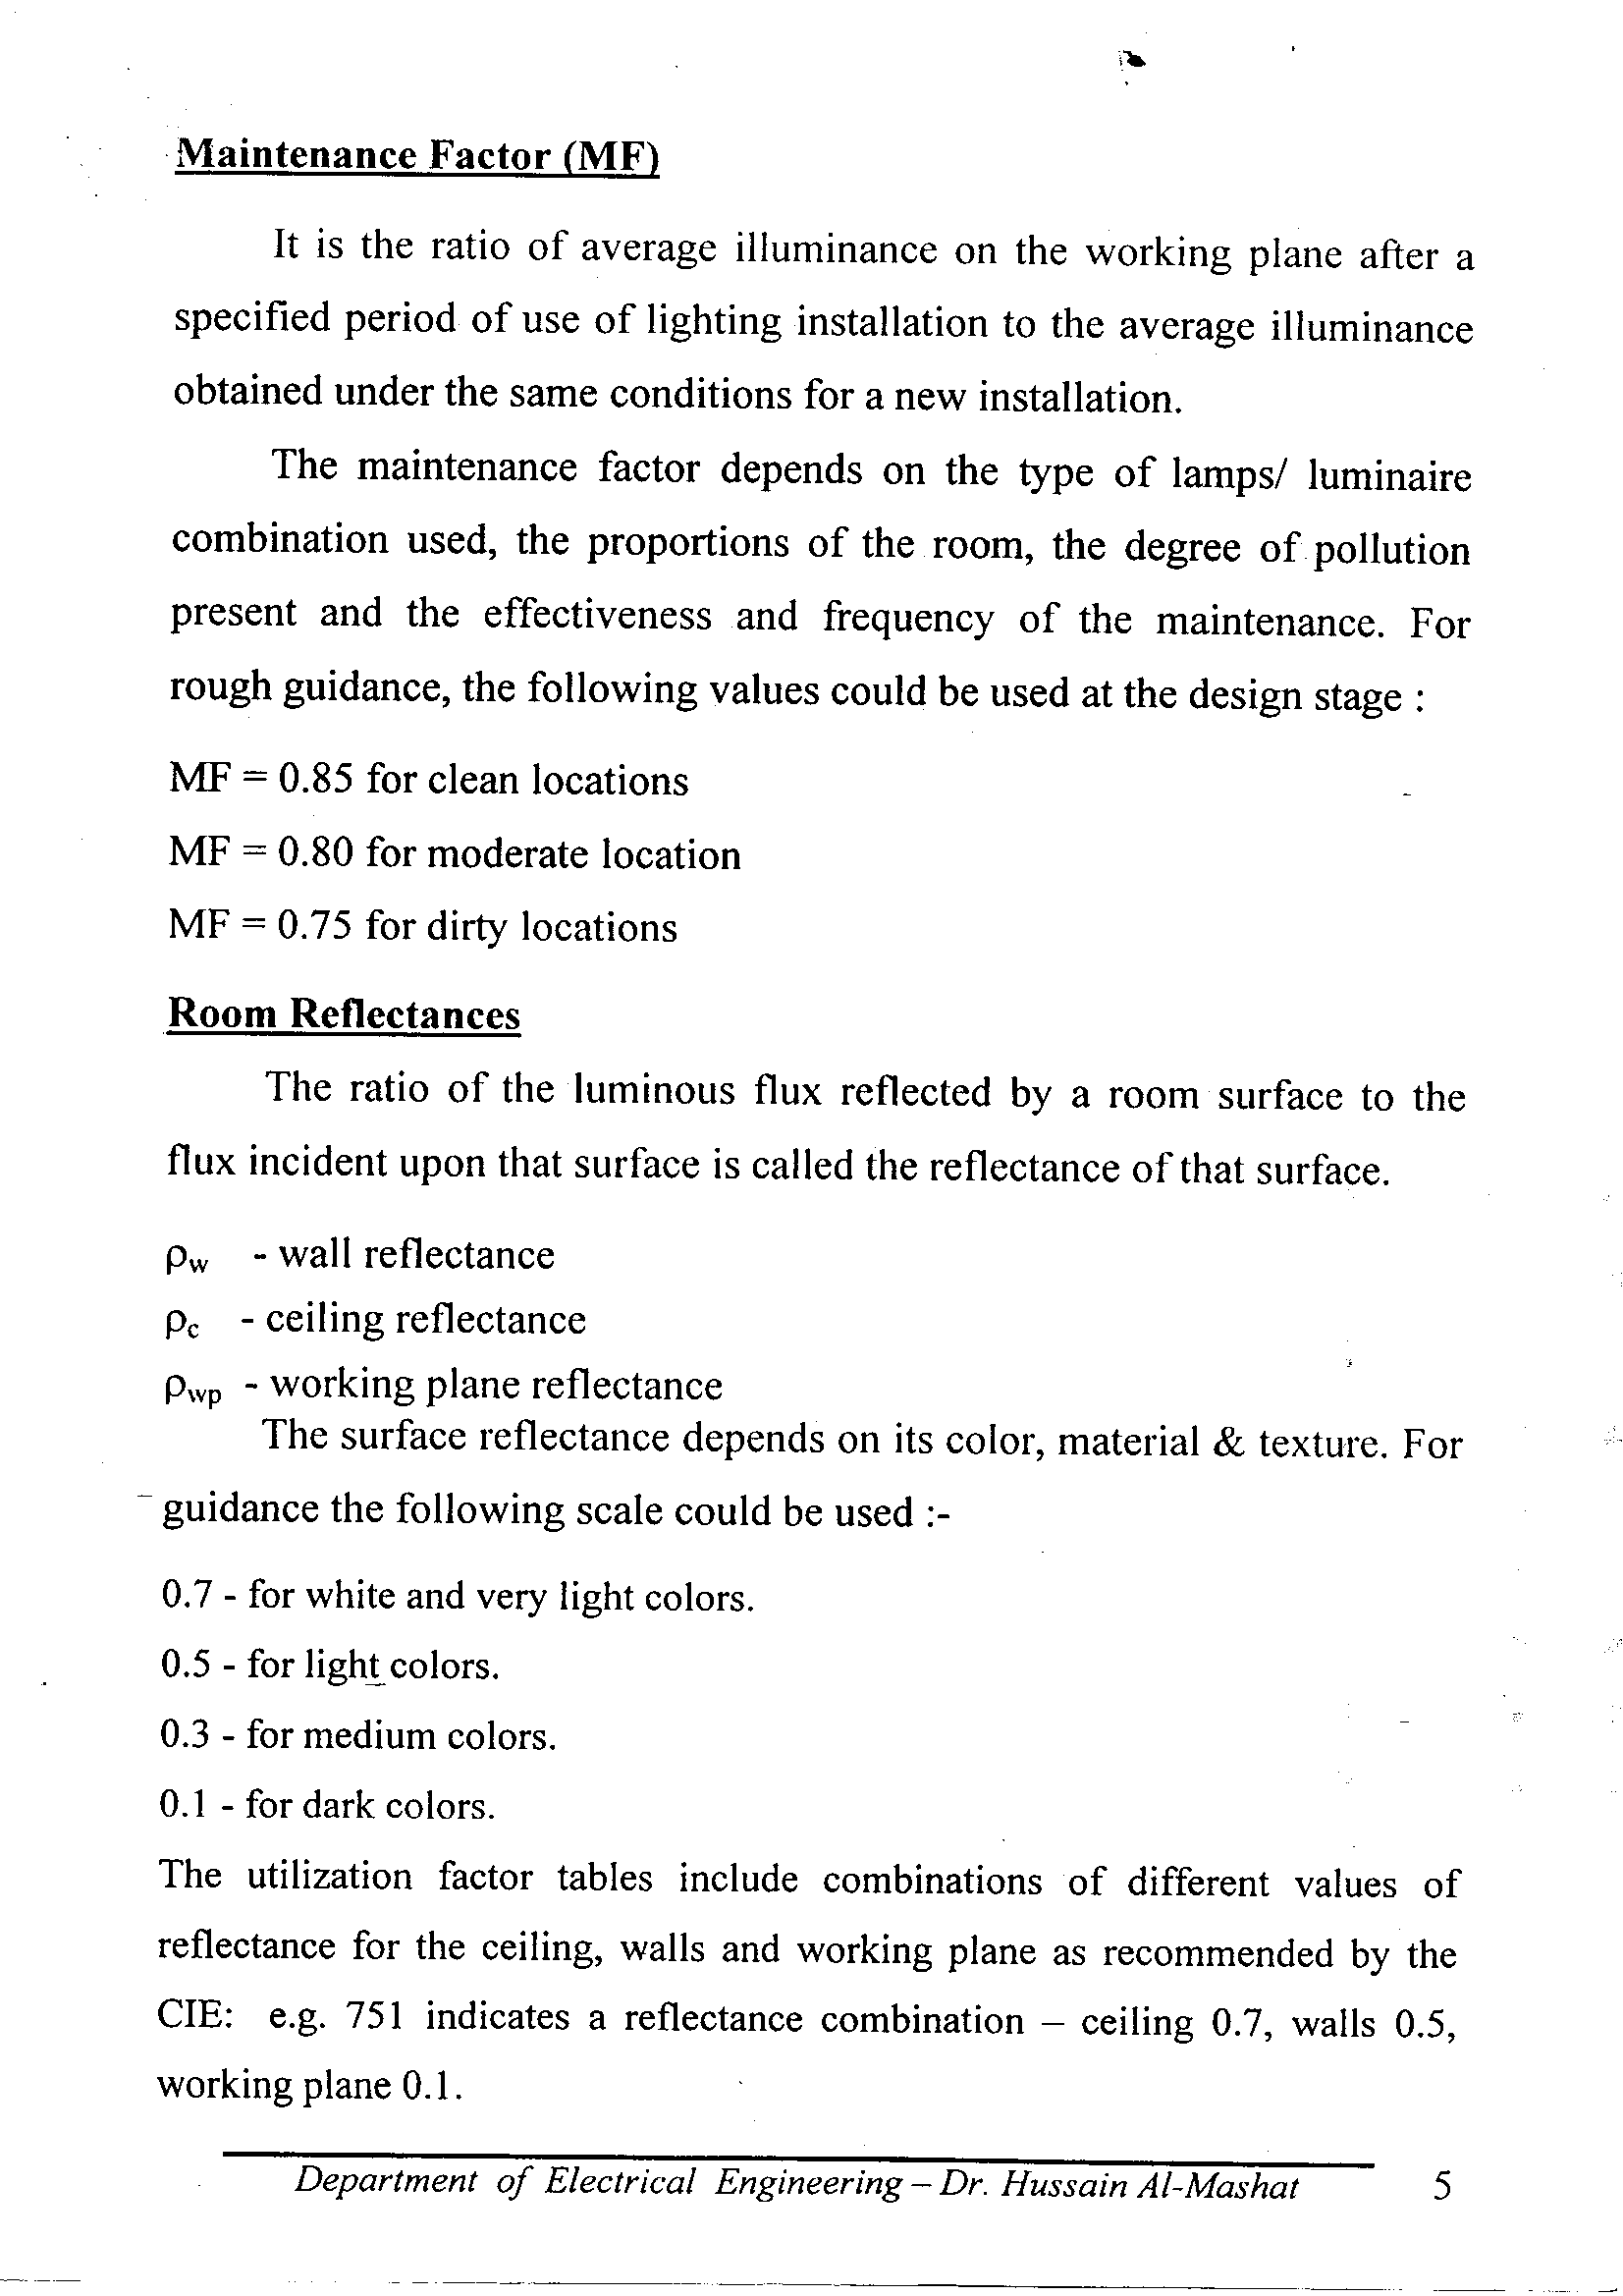 Maintenance Factor (MF)
It is the ratio of average illuminance on the working plane after a
specified period of use of lighting installation to the average illuminance
obtained under the same conditions for a new installation.
The maintenance factor depends on the type of lamps/ luminaire
combination used, the proportions of the room, the degree of pollution
present and the effectiveness and frequency of the maintenance. For
rough guidance, the following values could be used at the design stage :
MF = 0.85 for clean locations
MF = 0.80 for moderate location
MF = 0.75 for dirty locations
Room Reflectances
The ratio of the luminous flux reflected by a room surface to the
flux incident upon that surface is called the reflectance of that surface.
ρw - wall reflectance
ρc - ceiling reflectance
ρwp - working plane reflectance
The surface reflectance depends on its color, material & texture. For
guidance the following scale could be used :-
0.7 - for white and very light colors.
0.5 - for light colors.
0.3 - for medium colors.
0.1 - for dark colors.
The utilization factor tables include combinations of different values of
reflectance for the ceiling, walls and working plane as recommended by the
CIE: e.g. 751 indicates a reflectance combination – ceiling 0.7, walls 0.5,
working plane 0.1.
Department of Electrical Engineering – Dr. Hussain Al-Mashat 5